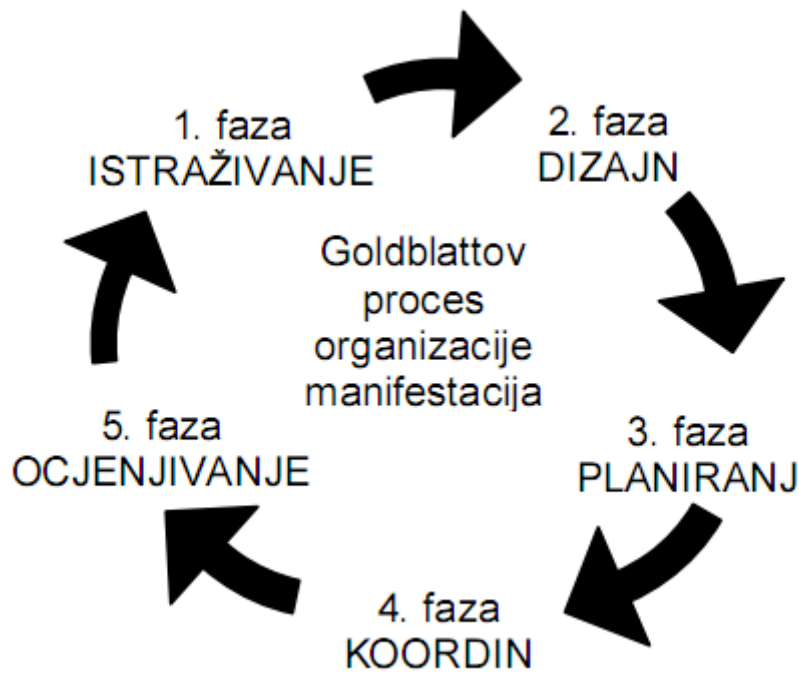 1. faza
ISTRAŽIVANJE
2. faza
DIZAJN
Goldblattov
proces
organizacije
manifestacija
3. faza
PLANIRANJ
4. faza
KOORDIN
5. faza
OCJENJIVANJE